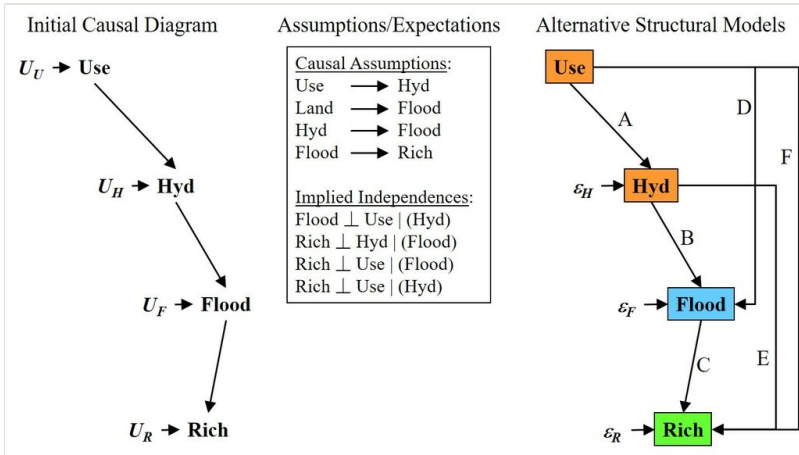 Initial Causal Diagram
U_U → Use
U_H → Hyd
U_F → Flood
U_R → Rich
Assumptions/Expectations
Causal Assumptions:
Use → Hyd
Land → Flood
Hyd → Flood
Flood → Rich
Implied Independences:
Flood ⊥ Use | (Hyd)
Rich ⊥ Hyd | (Flood)
Rich ⊥ Use | (Flood)
Rich ⊥ Use | (Hyd)
Alternative Structural Models
Use
A
D
F
ε_H Hyd
B
ε_F Flood
C
E
ε_R Rich